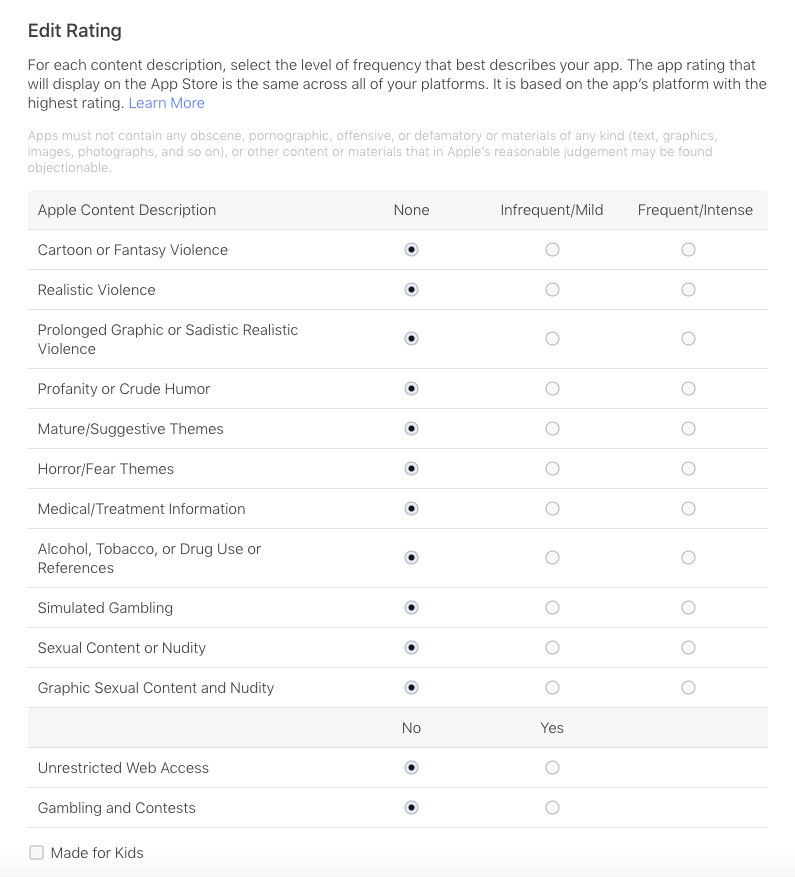 Edit Rating
For each content description, select the level of frequency that best describes your app. The app rating that
will display on the App Store is the same across all of your platforms. It is based on the app’s platform with the
highest rating. Learn More
Apps must not contain any obscene, pornographic, offensive, or defamatory or materials of any kind (text, graphics,
images, photographs, and so on), or other content or materials that in Apple’s reasonable judgement may be found
objectionable.
Apple Content Description None Infrequent/Mild Frequent/Intense
Cartoon or Fantasy Violence
Realistic Violence
Prolonged Graphic or Sadistic Realistic
Violence
Profanity or Crude Humor
Mature/Suggestive Themes
Horror/Fear Themes
Medical/Treatment Information
Alcohol, Tobacco, or Drug Use or
References
Simulated Gambling
Sexual Content or Nudity
Graphic Sexual Content and Nudity
No Yes
Unrestricted Web Access
Gambling and Contests
Made for Kids